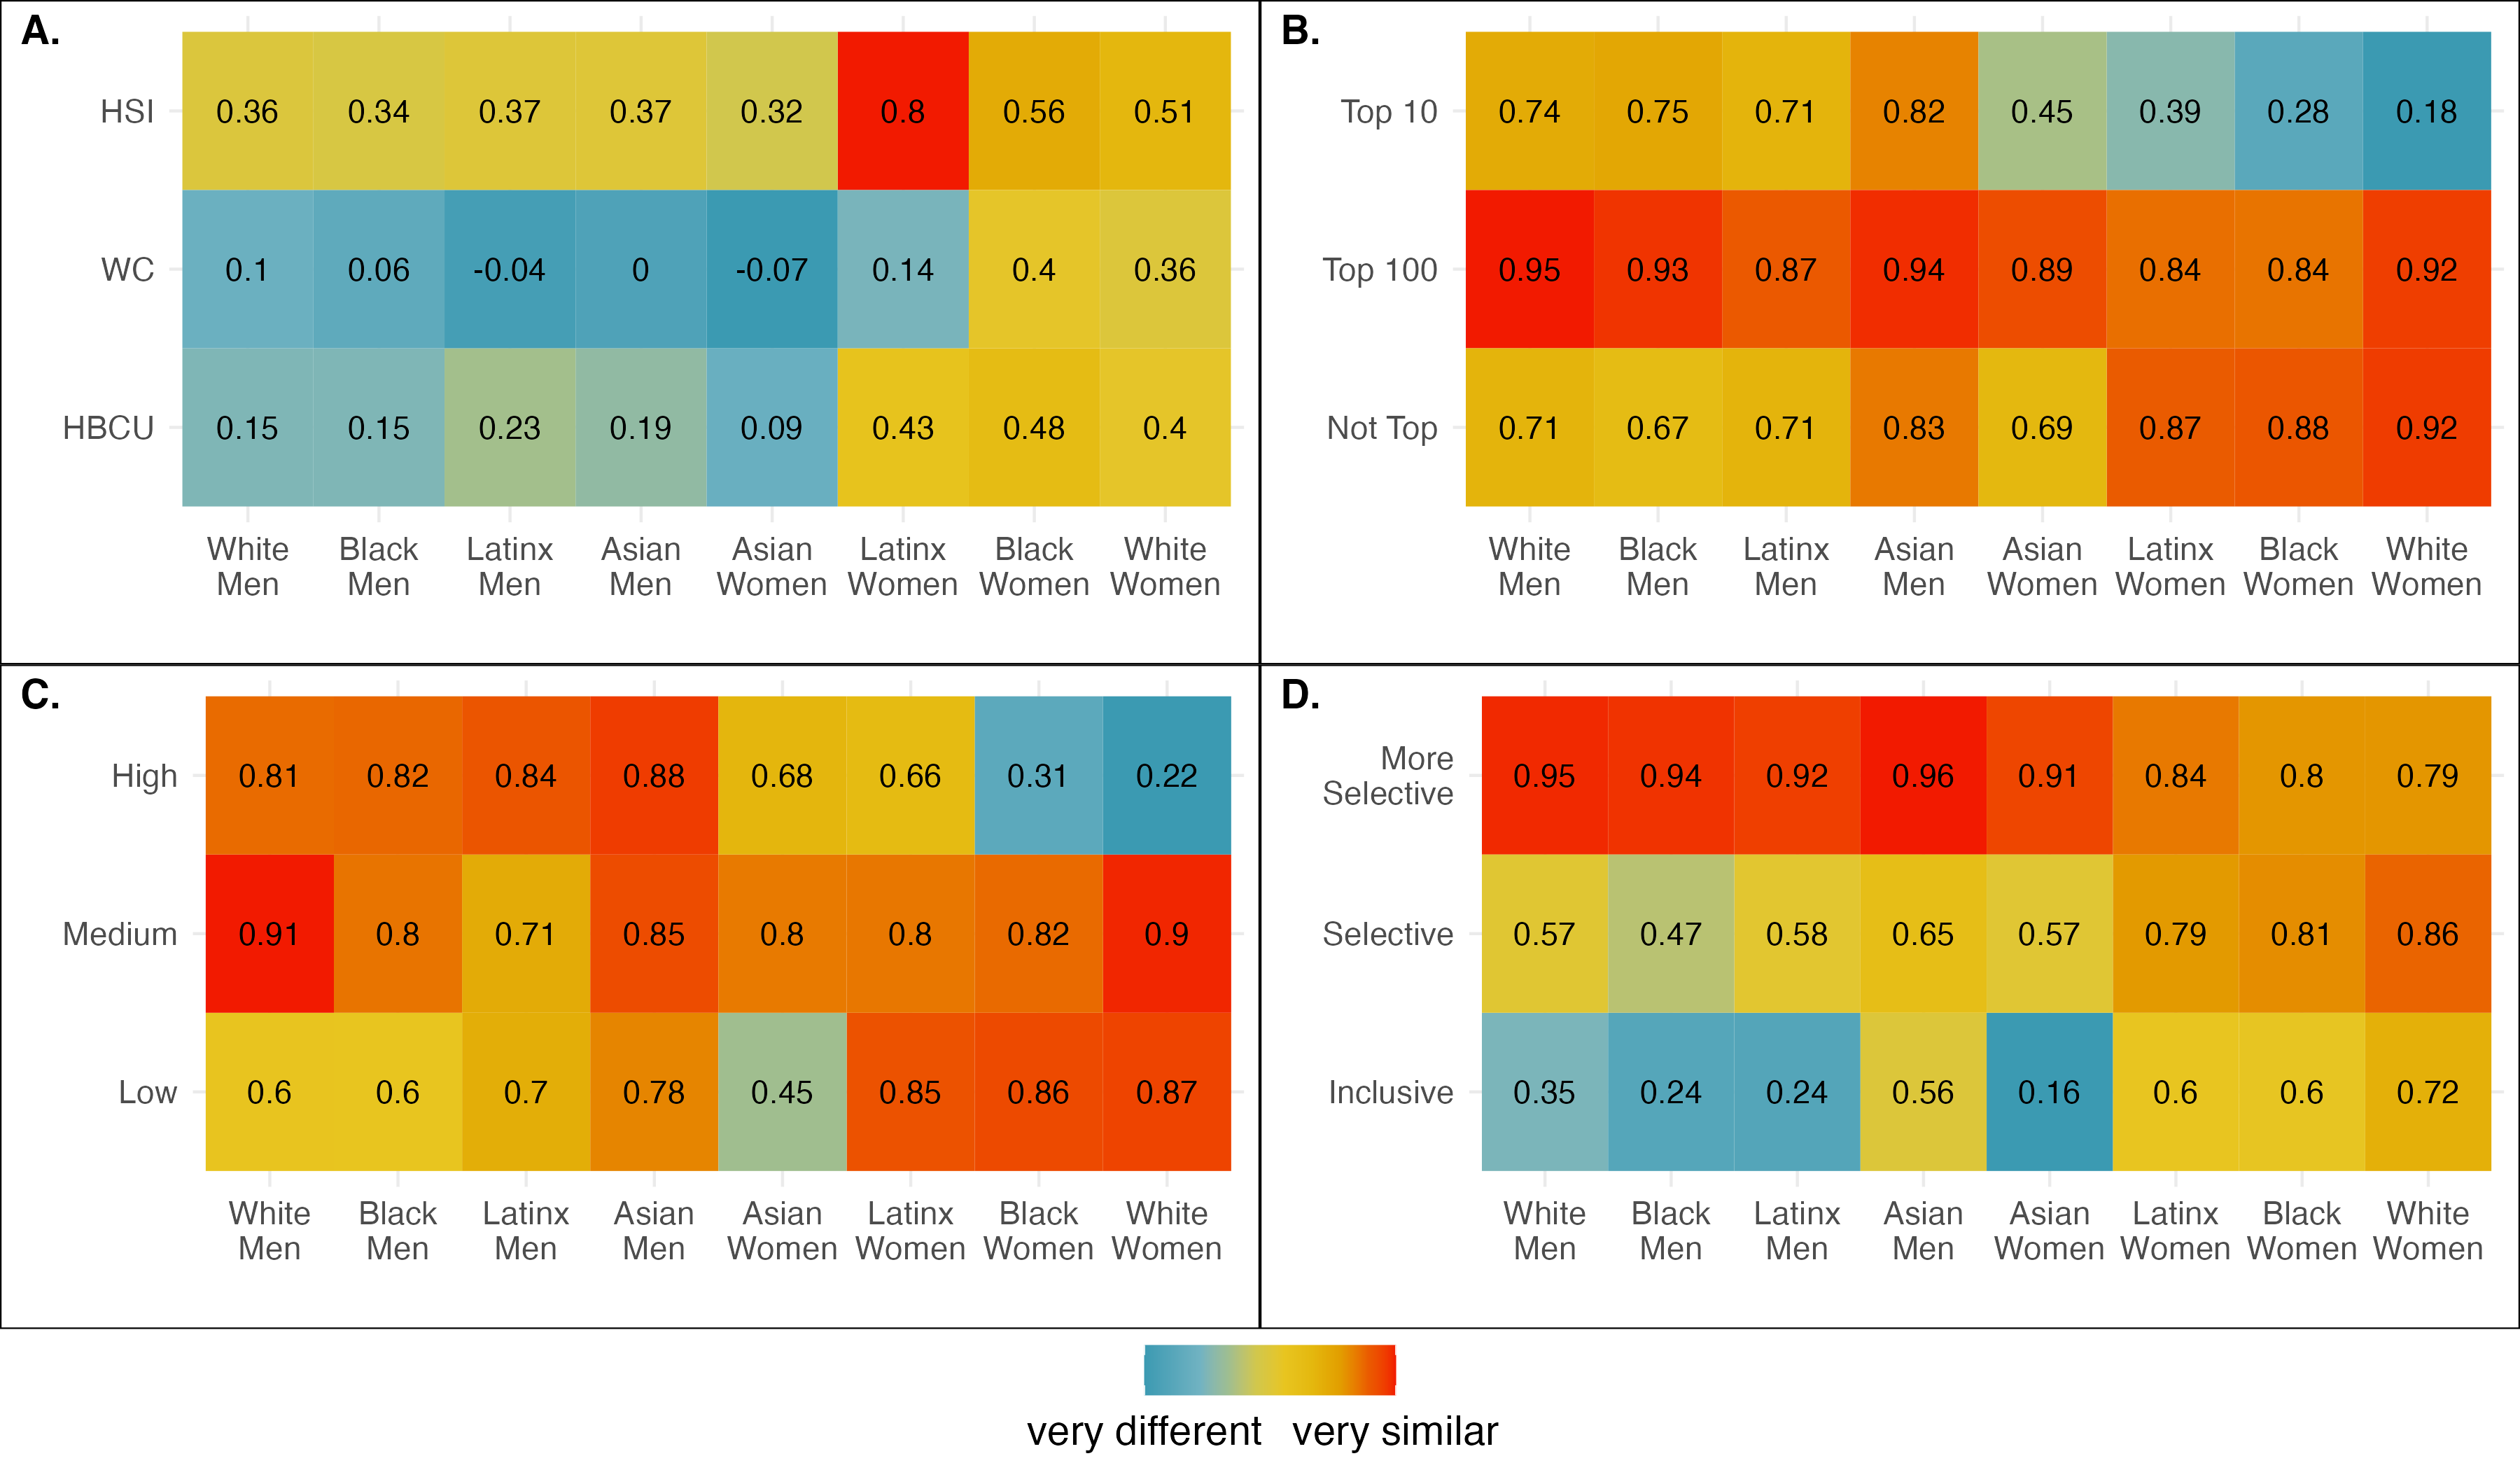 A.
HSI 0.36 0.34 0.37 0.37 0.32 0.8 0.56 0.51
WC 0.1 0.06 -0.04 0 -0.07 0.14 0.4 0.36
HBCU 0.15 0.15 0.23 0.19 0.09 0.43 0.48 0.4
White Black Latinx Asian Asian Latinx Black White
Men Men Men Men Women Women Women Women
B.
Top 10 0.74 0.75 0.71 0.82 0.45 0.39 0.28 0.18
Top 100 0.95 0.93 0.87 0.94 0.89 0.84 0.84 0.92
Not Top 0.71 0.67 0.71 0.83 0.69 0.87 0.88 0.92
White Black Latinx Asian Asian Latinx Black White
Men Men Men Men Women Women Women Women
C.
High 0.81 0.82 0.84 0.88 0.68 0.66 0.31 0.22
Medium 0.91 0.8 0.71 0.85 0.8 0.8 0.82 0.9
Low 0.6 0.6 0.7 0.78 0.45 0.85 0.86 0.87
White Black Latinx Asian Asian Latinx Black White
Men Men Men Men Women Women Women Women
D.
More
Selective 0.95 0.94 0.92 0.96 0.91 0.84 0.8 0.79
Selective 0.57 0.47 0.58 0.65 0.57 0.79 0.81 0.86
Inclusive 0.35 0.24 0.24 0.56 0.16 0.6 0.6 0.72
White Black Latinx Asian Asian Latinx Black White
Men Men Men Men Women Women Women Women
very different very similar